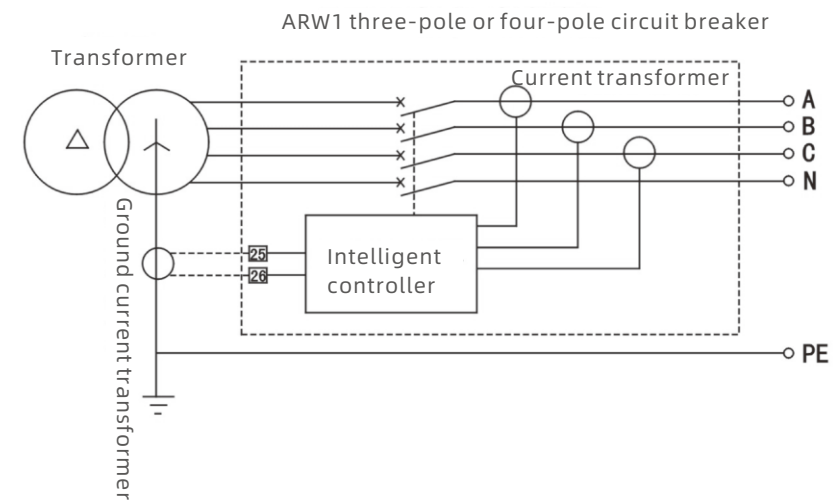 ARW1 three-pole or four-pole circuit breaker
Transformer
Current transformer
A
B
C
N
Ground current transformer
25
26
Intelligent
controller
PE